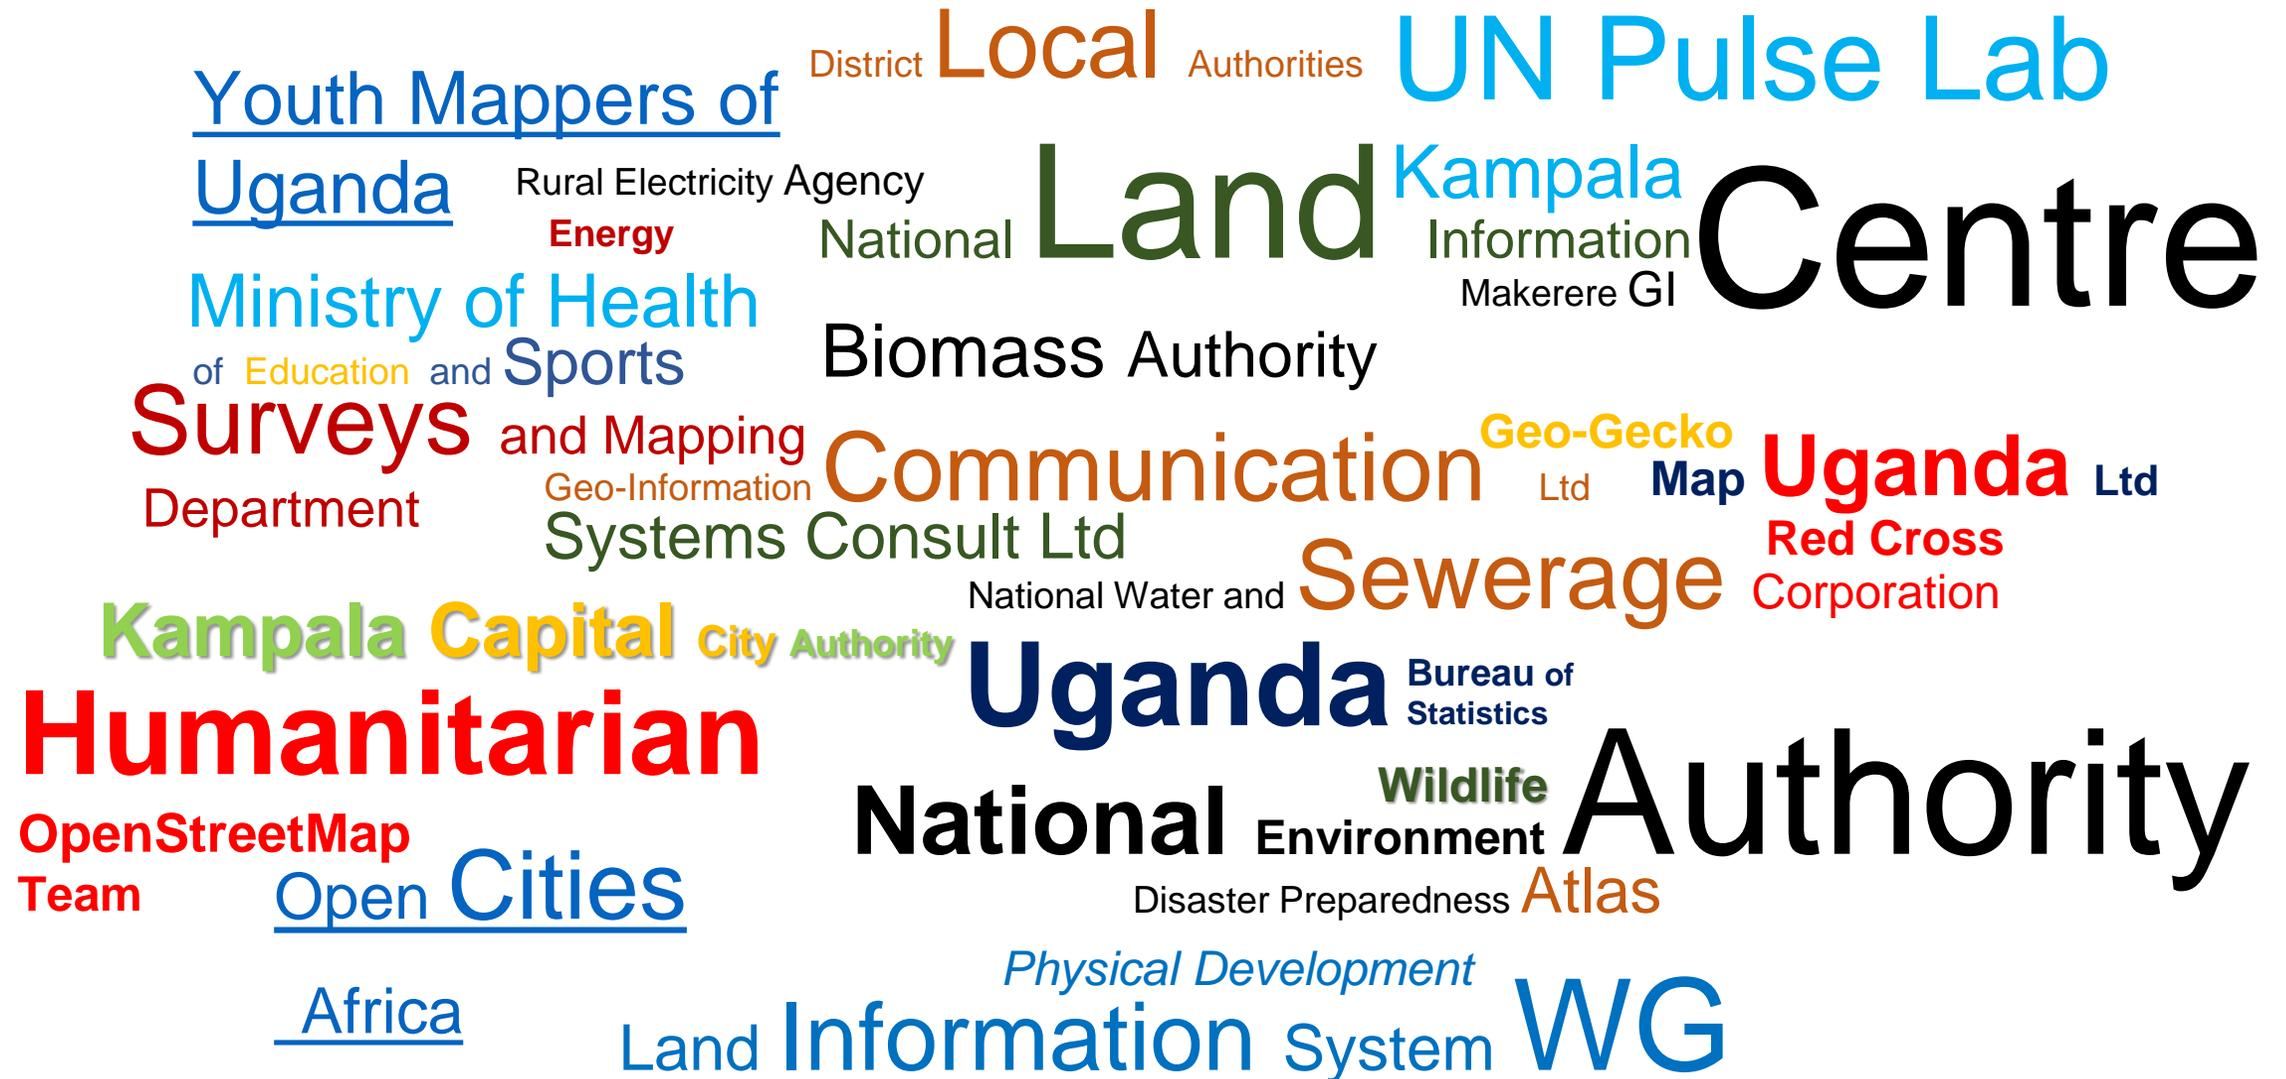 District Local Authorities UN Pulse Lab
Youth Mappers of
Uganda
Rural Electricity Agency
Energy
National Land Kampala
Information Centre
Makerere GI
Ministry of Health
of Education and Sports
Biomass Authority
Surveys and Mapping
Department
Geo-Information Communication Geo-Gecko
Ltd
Map Uganda Ltd
Systems Consult Ltd
Red Cross
National Water and Sewerage Corporation
Kampala Capital City Authority
Uganda Bureau of
Statistics
Humanitarian
OpenStreetMap
Team
Wildlife
National Environment Authority
Disaster Preparedness Atlas
Open Cities
Africa
Physical Development
Land Information System WG